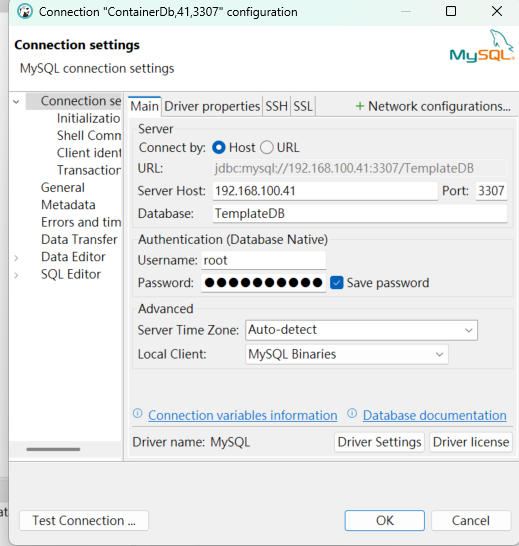 Connection "ContainerDb,41,3307" configuration
Connection settings
MySQL connection settings
MySQL
Connection se
Initializatio
Shell Comm
Client ident
Transaction
General
Metadata
Errors and tim
Data Transfer
Data Editor
SQL Editor
Main Driver properties SSH SSL + Network configurations...
Server
Connect by: Host URL
URL: jdbc:mysql://192.168.100.41:3307/TemplateDB
Server Host: 192.168.100.41 Port: 3307
Database: TemplateDB
Authentication (Database Native)
Username: root
Password: ●●●●●●●●●● Save password
Advanced
Server Time Zone: Auto-detect
Local Client: MySQL Binaries
Connection variables information Database documentation
Driver name: MySQL Driver Settings Driver license
Test Connection ... OK Cancel